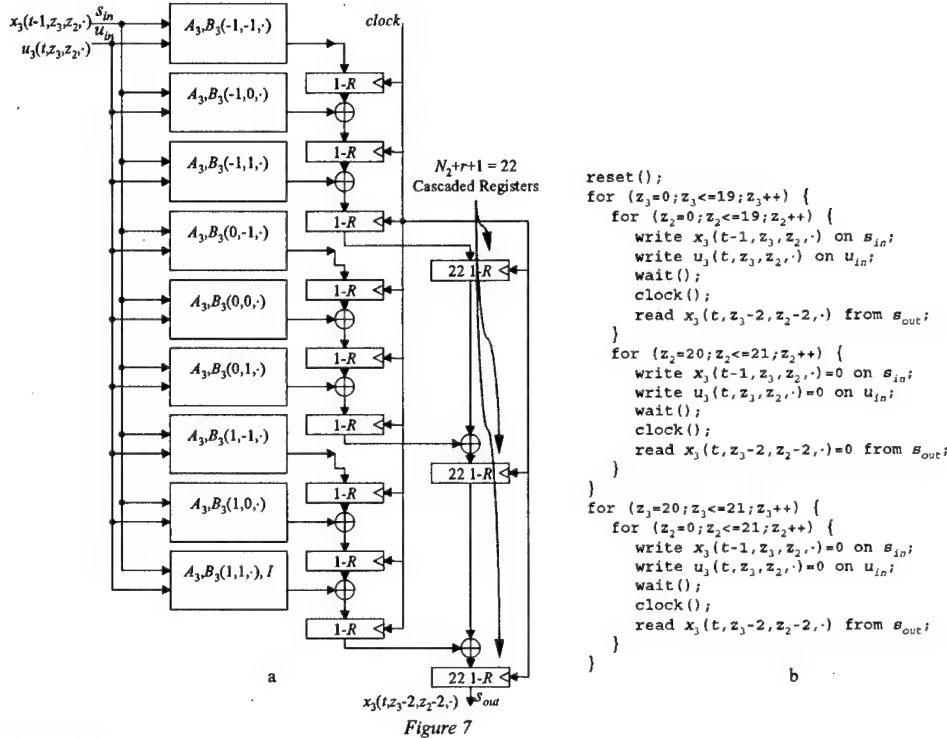 x₃(t-1,z₃,z₂,·) sᵢₙ
uᵢₙ
u₃(t,z₃,z₂,·)
clock
A₃,B₃(-1,-1,·)
1-R
A₃,B₃(-1,0,·)
1-R
A₃,B₃(-1,1,·)
1-R
N₂+r+1 = 22
Cascaded Registers
A₃,B₃(0,-1,·)
22 1-R
1-R
A₃,B₃(0,0,·)
1-R
A₃,B₃(0,1,·)
1-R
A₃,B₃(1,-1,·)
22 1-R
1-R
A₃,B₃(1,0,·)
1-R
A₃,B₃(1,1,·), I
1-R
22 1-R
a
x₃(t,z₃-2,z₂-2,·) s_out
reset();
for (z₃=0;z₃<=19;z₃++) {
for (z₂=0;z₂<=19;z₂++) {
write x₃(t-1,z₃,z₂,·) on sᵢₙ;
write u₃(t,z₃,z₂,·) on uᵢₙ;
wait();
clock();
read x₃(t,z₃-2,z₂-2,·) from s_out;
}
for (z₂=20;z₂<=21;z₂++) {
write x₃(t-1,z₃,z₂,·)=0 on sᵢₙ;
write u₃(t,z₃,z₂,·)=0 on uᵢₙ;
wait();
clock();
read x₃(t,z₃-2,z₂-2,·)=0 from s_out;
}
}
for (z₃=20;z₃<=21;z₃++) {
for (z₂=0;z₂<=21;z₂++) {
write x₃(t-1,z₃,z₂,·)=0 on sᵢₙ;
write u₃(t,z₃,z₂,·)=0 on uᵢₙ;
wait();
clock();
read x₃(t,z₃-2,z₂-2,·) from s_out;
}
}
b
Figure 7